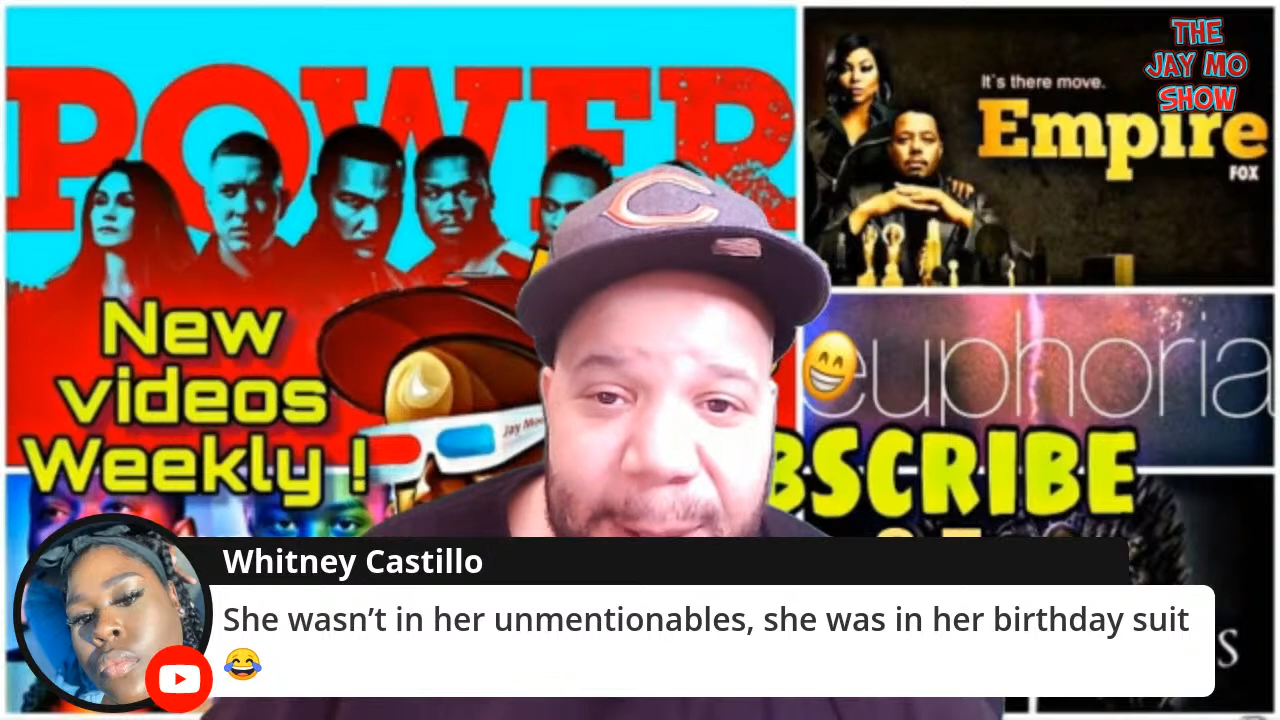 POWER
THE
JAY MO
SHOW
It's there move.
Empire
FOX
New
videos
Weekly !
euphoria
BSCRIBE
Whitney Castillo
She wasn’t in her unmentionables, she was in her birthday suit
😂